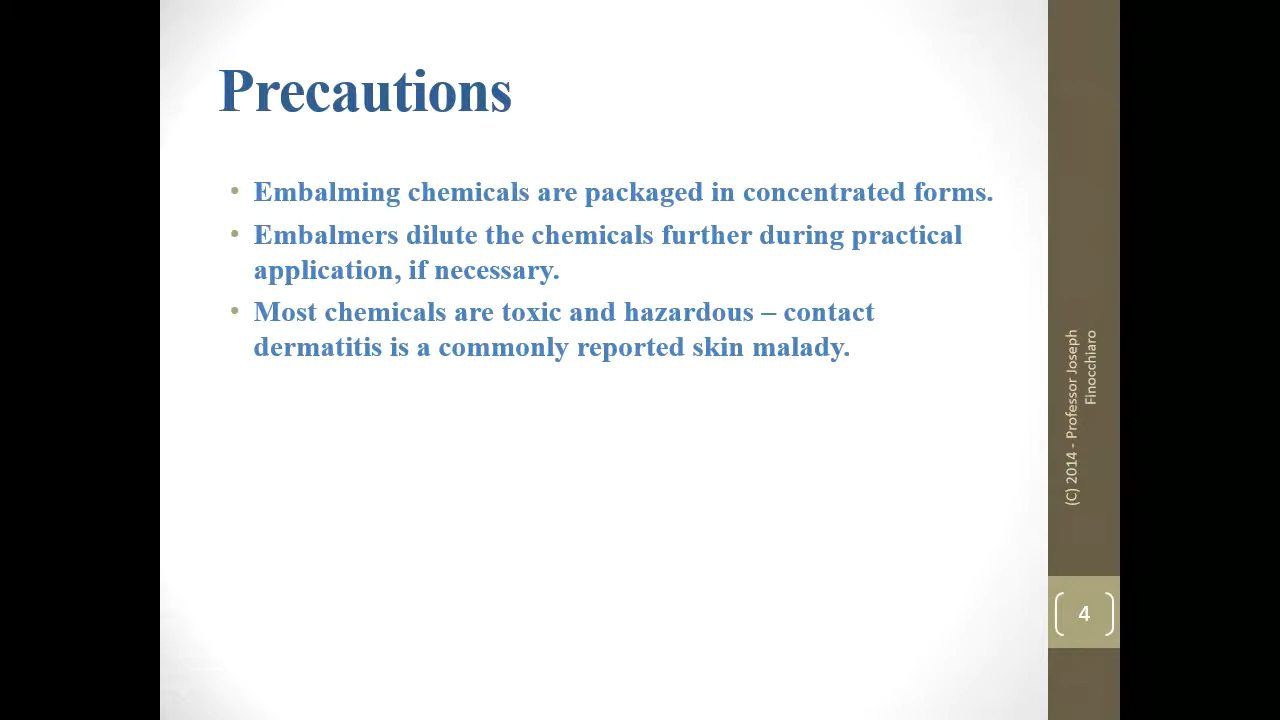 Precautions
• Embalming chemicals are packaged in concentrated forms.
• Embalmers dilute the chemicals further during practical
application, if necessary.
• Most chemicals are toxic and hazardous – contact
dermatitis is a commonly reported skin malady.
(C) 2014 - Professor Joseph
Finocchiaro
4